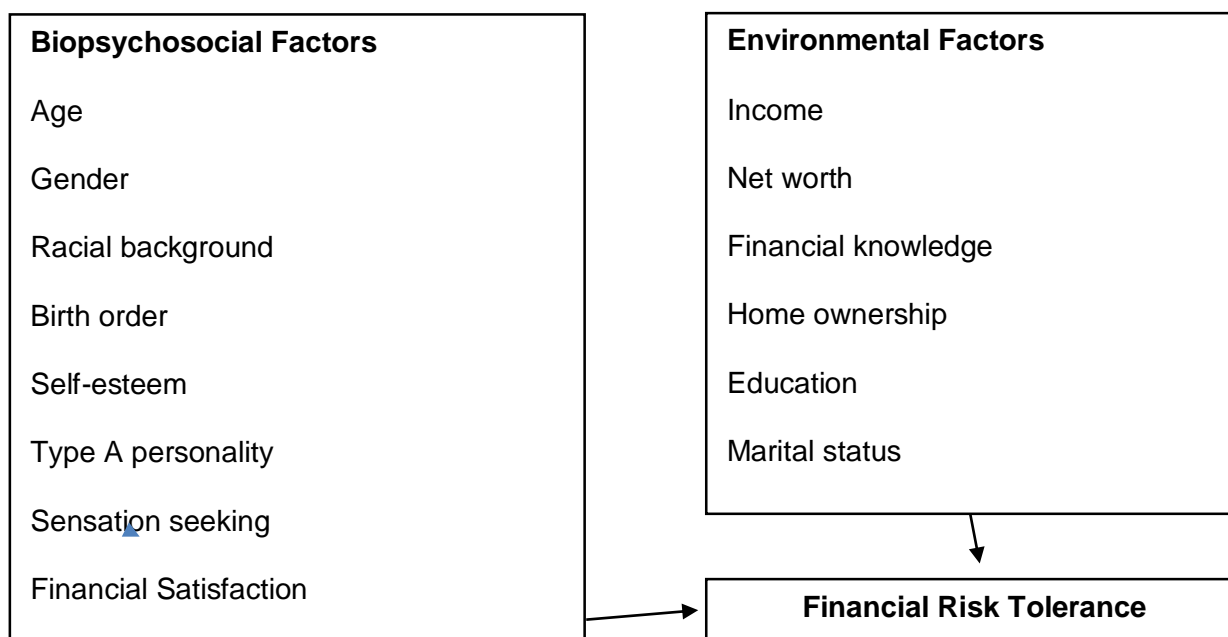 Biopsychosocial Factors
Age
Gender
Racial background
Birth order
Self-esteem
Type A personality
Sensation seeking
Financial Satisfaction
Environmental Factors
Income
Net worth
Financial knowledge
Home ownership
Education
Marital status
Financial Risk Tolerance